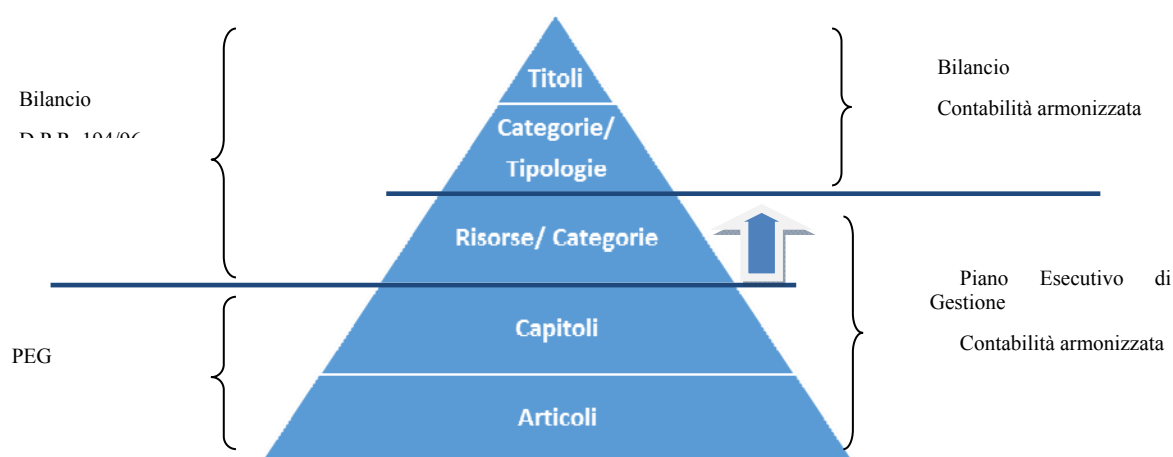 Titoli
Categorie/
Tipologie
Risorse/ Categorie
Capitoli
Articoli
Bilancio
D.P.R.
PEG
Bilancio
Contabilità armonizzata
Piano Esecutivo di
Gestione
Contabilità armonizzata